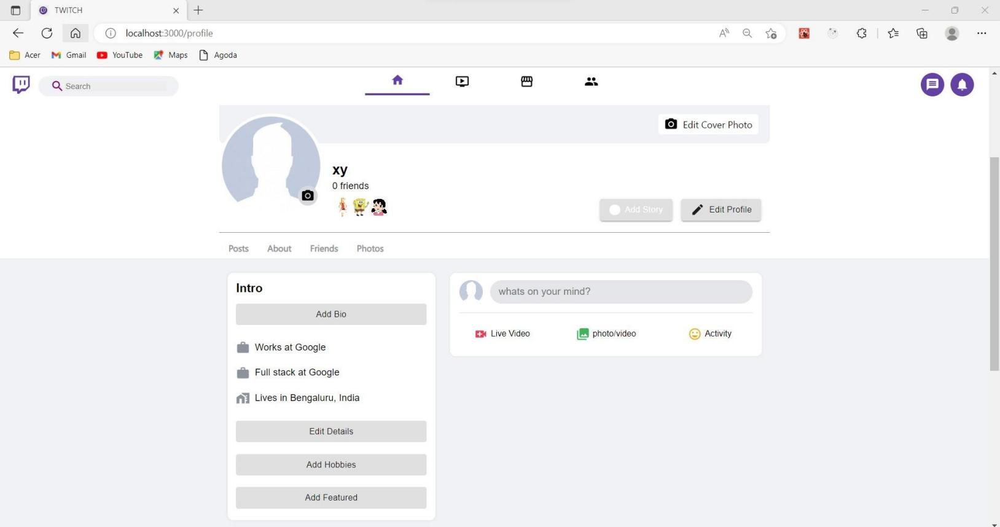 TWITCH
localhost:3000/profile
Acer Gmail YouTube Maps Agoda
Search
Edit Cover Photo
xy
0 friends
Add Story Edit Profile
Posts About Friends Photos
Intro
Add Bio
Works at Google
Full stack at Google
Lives in Bengaluru, India
Edit Details
Add Hobbies
Add Featured
whats on your mind?
Live Video photo/video Activity